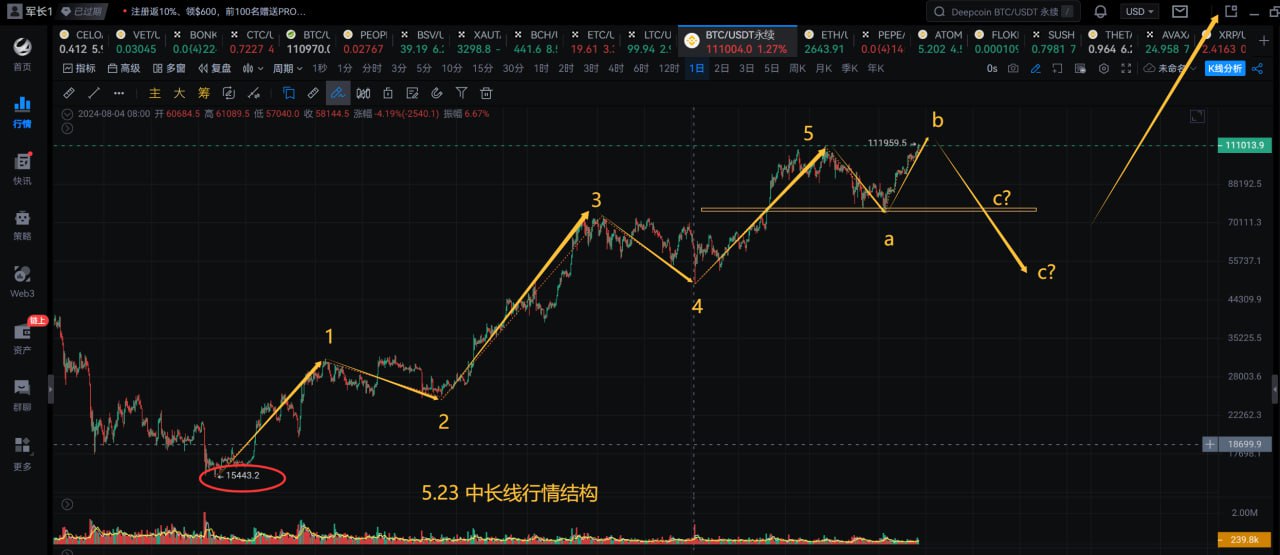 军长1 已过期 • 注册返10%、领$600，前100名赠送PRO...
Deepcoin BTC/USDT 永续 /
USD
首页
行情
快讯
策略
Web3
链上
资产
群聊
更多
CELO,
0.412 5.9
VET/U
0.03045
BONK
0.0{4}22
CTC/U
0.7227 4
BTC/U
110970.0
PEOPI
0.02767
BSV/U
39.19 6.
XAUT,
3298.8 -
BCH/U
441.6 8.5
ETC/U
19.61 3.
LTC/U
99.94 2.9
BTC/USDT永续
111004.0 1.27%
ETH/U
2643.91
PEPE/
0.0{4}14
ATOM
5.202 4.5
FLOKI
0.000109
SUSH
0.7981 7
THETA
0.964 6.2
AVAX/
24.958 7
XRP/U
2.4163 0
指标 高级 多窗 复盘 周期 1秒 1分 分时 3分 5分 10分 15分 30分 1时 2时 3时 4时 6时 12时 1日 2日 3日 5日 周K 月K 季K 年K
0s 未命名 K线分析
主 大 筹
2024-08-04 08:00 开 60684.5 高 61089.5 低 57040.0 收 58144.5 涨幅 -4.19%(-2540.1) 振幅 6.67%
1
2
3
4
5
a
b
c?
c?
111959.5
15443.2
5.23 中长线行情结构
111013.9
88192.5
70111.3
55737.1
44309.9
35225.5
28003.6
22262.3
18699.9
17698.1
2.00M
239.8k